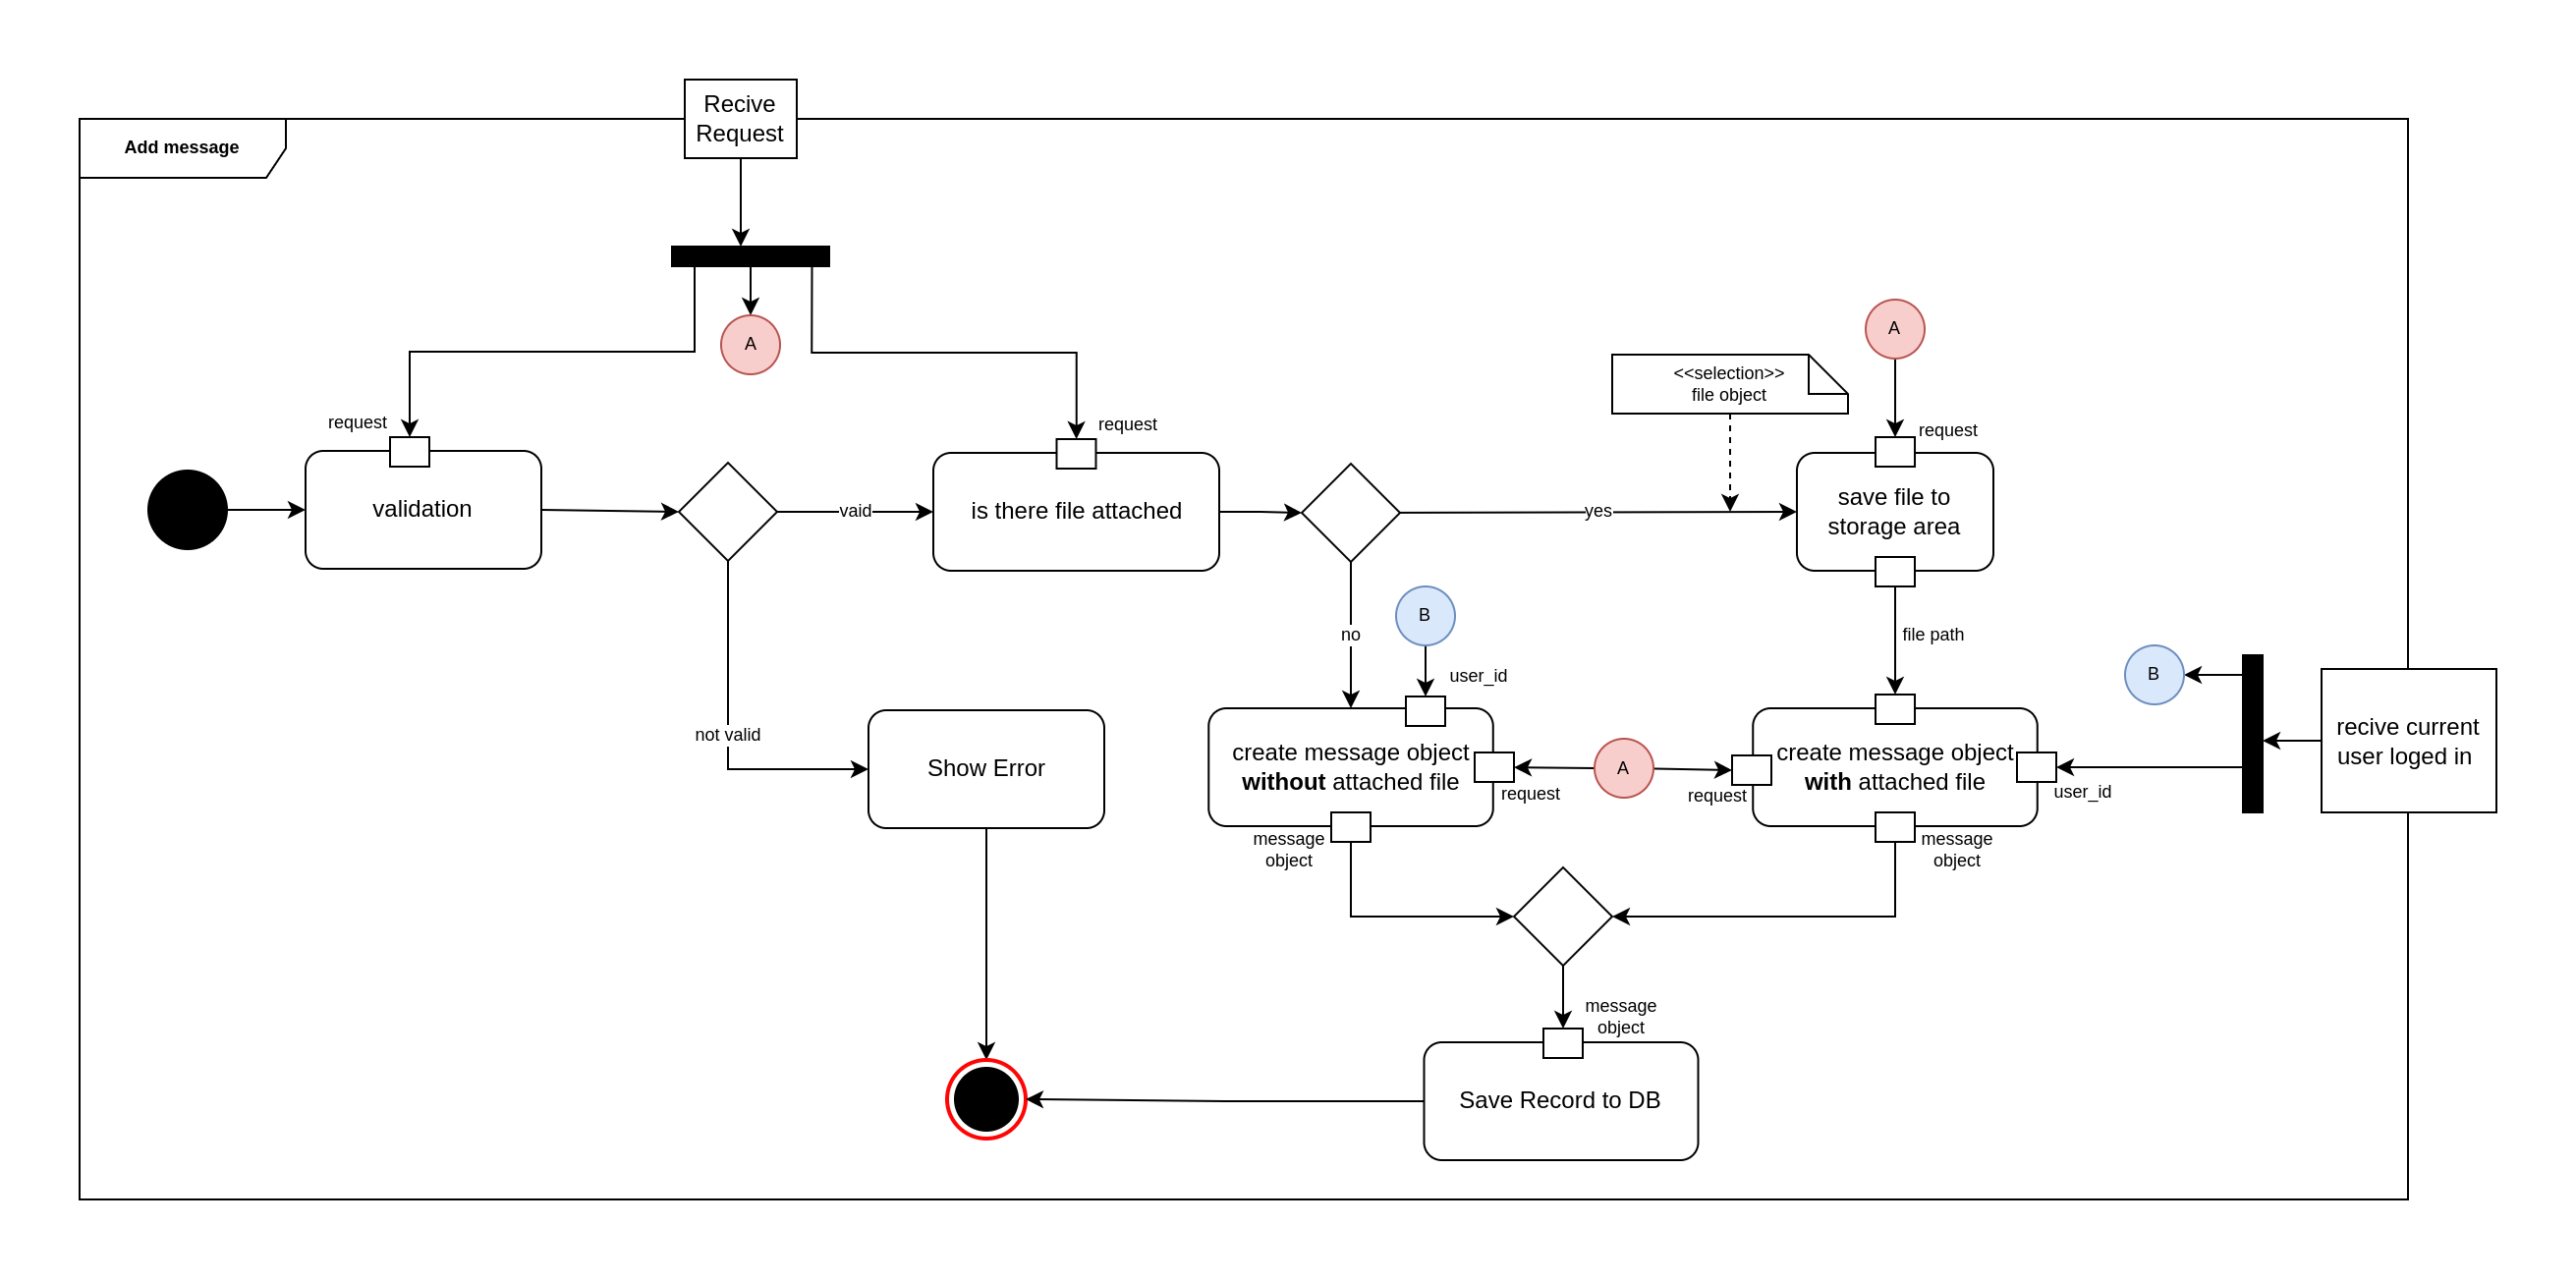 Recive
Request
Add message
A
A
<<selection>>
file object
request
request
request
validation
vaid
is there file attached
yes
save file to
storage area
B
no
file path
user_id
B
not valid
Show Error
create message object
without attached file
A
create message object
with attached file
recive current
user loged in
request
request
user_id
message
object
message
object
message
object
Save Record to DB